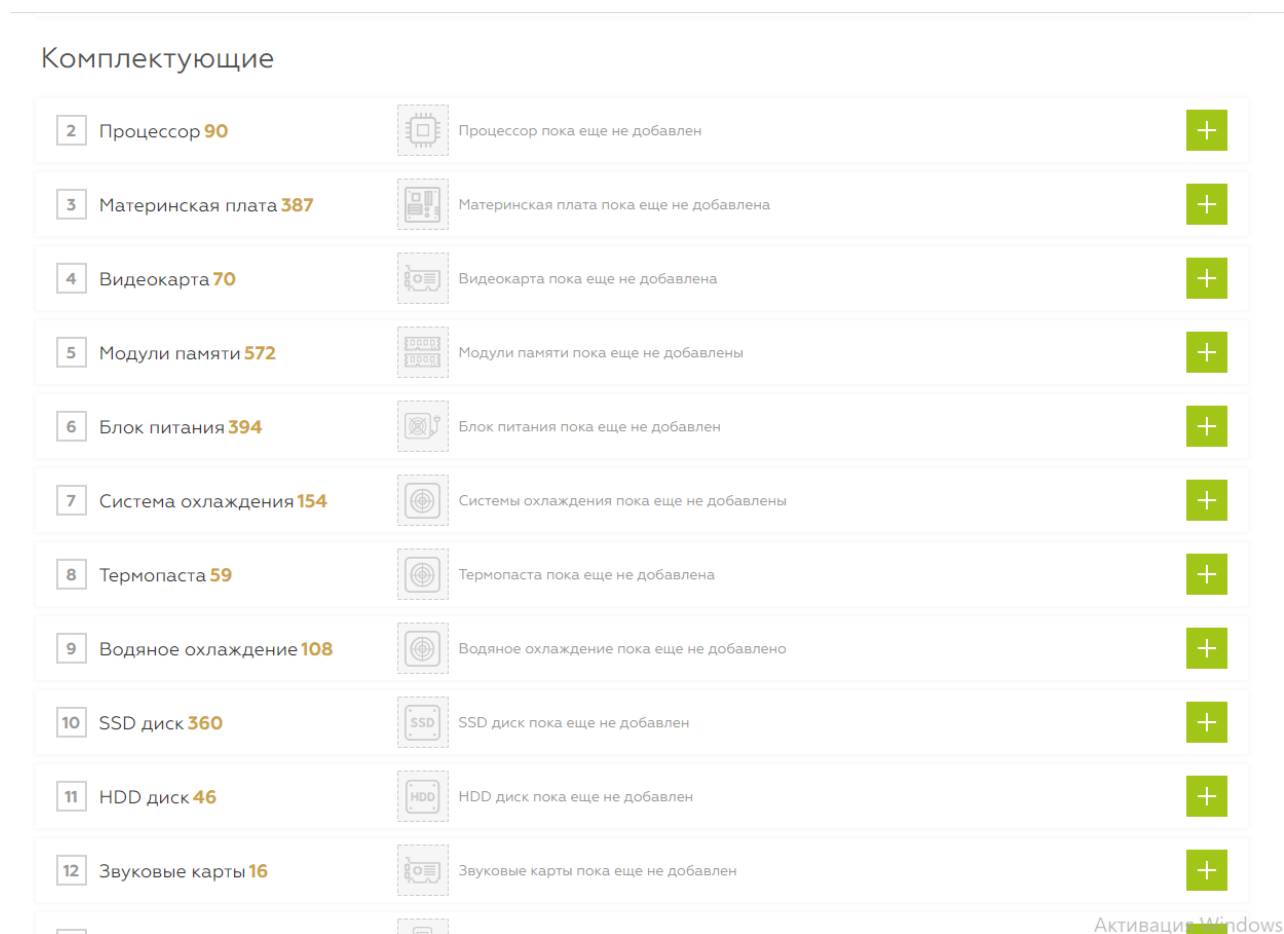 Комплектующие
2 Процессор 90 Процессор пока еще не добавлен
3 Материнская плата 387 Материнская плата пока еще не добавлена
4 Видеокарта 70 Видеокарта пока еще не добавлена
5 Модули памяти 572 Модули памяти пока еще не добавлены
6 Блок питания 394 Блок питания пока еще не добавлен
7 Система охлаждения 154 Системы охлаждения пока еще не добавлены
8 Термопаста 59 Термопаста пока еще не добавлена
9 Водяное охлаждение 108 Водяное охлаждение пока еще не добавлено
10 SSD диск 360 SSD SSD диск пока еще не добавлен
11 HDD диск 46 HDD HDD диск пока еще не добавлен
12 Звуковые карты 16 Звуковые карты пока еще не добавлены
Активация Windows